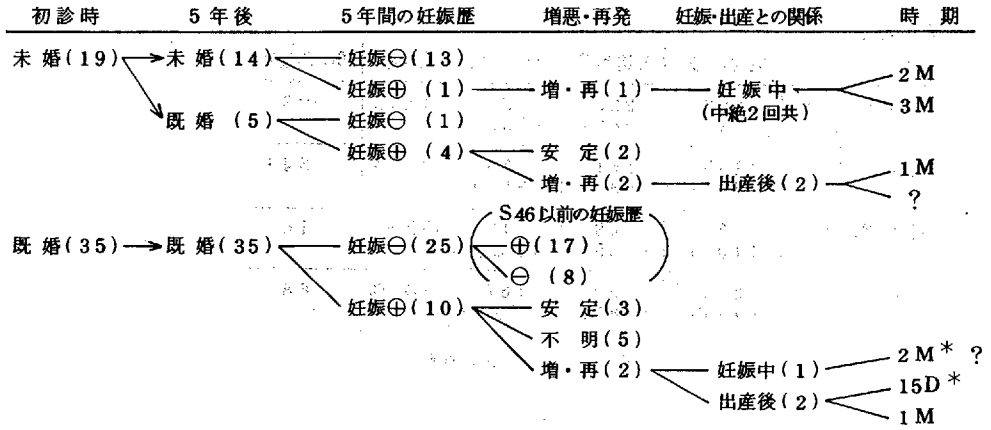 初診時 5年後 5年間の妊娠歴 増悪・再発 妊娠・出産との関係 時期
未婚(19) 未婚(14) 妊娠⊖(13)
2M
妊娠⊕ (1) 増・再(1) 妊娠中
(中絶2回共)
3M
既婚 (5) 妊娠⊖ (1)
妊娠⊕ (4) 安定(2)
1M
増・再(2) 出産後(2)
?
S46以前の妊娠歴
既婚(35) 既婚(35) 妊娠⊖(25) ⊕(17)
⊖ (8)
妊娠⊕(10) 安定(3)
不明(5)
2M* ?
増・再(2) 妊娠中(1)
15D*
出産後(2)
1M